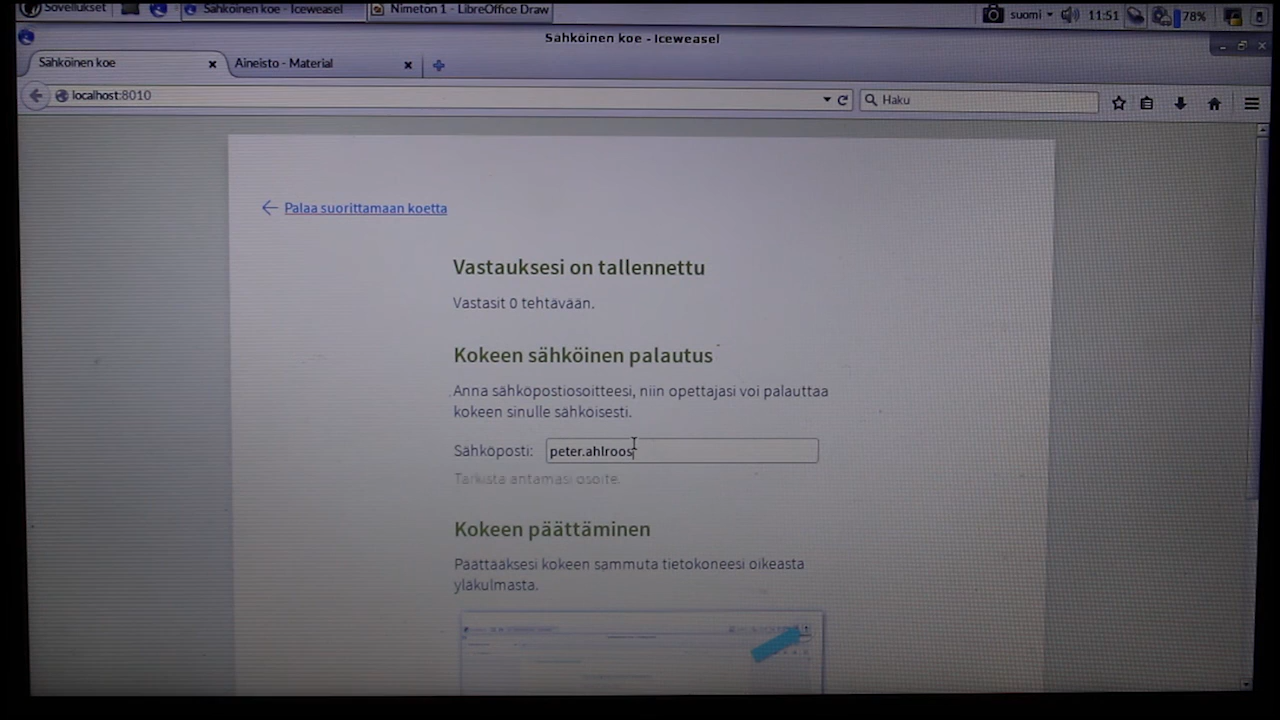 Sovellukset
Sähköinen koe - Iceweasel
Nimetön 1 - LibreOffice Draw
suomi
11:51
78%
Sähköinen koe - Iceweasel
Sähköinen koe
Aineisto - Material
localhost:8010
Haku
Palaa suorittamaan koetta
Vastauksesi on tallennettu
Vastasit 0 tehtävään.
Kokeen sähköinen palautus
Anna sähköpostiosoitteesi, niin opettajasi voi palauttaa
kokeen sinulle sähköisesti.
Sähköposti: peter.ahlroos
Tarkista antamasi osoite.
Kokeen päättäminen
Päättääksesi kokeen sammuta tietokoneesi oikeasta
yläkulmasta.